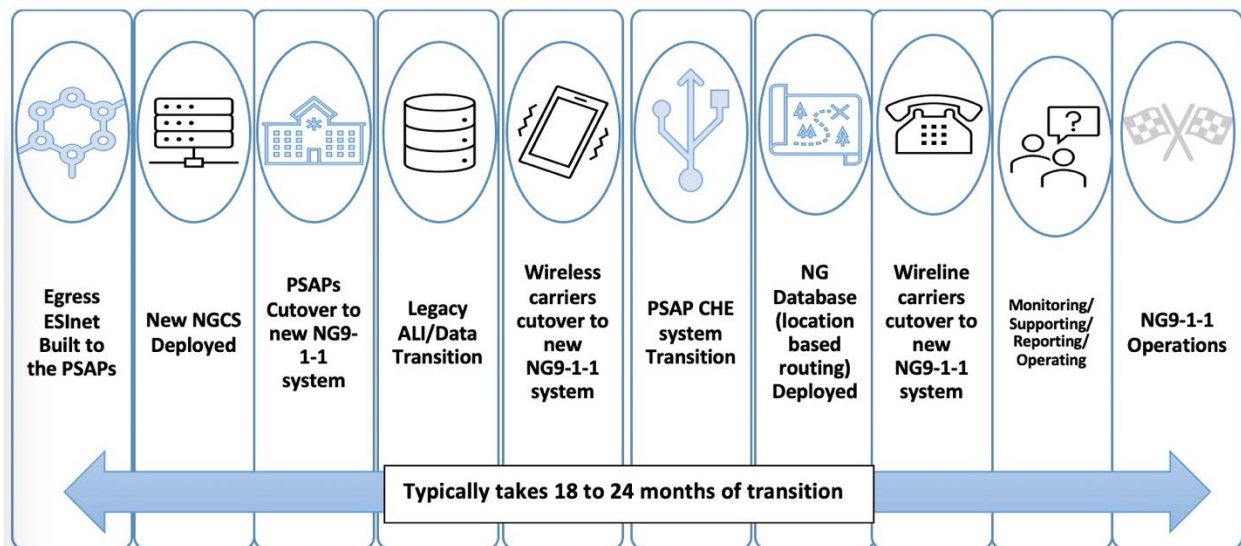 Egress
ESInet
Built to
the PSAPs
New NGCS
Deployed
PSAPs
Cutover to
new NG9-
1-1
system
Legacy
ALI/Data
Transition
Wireless
carriers
cutover to
new
NG9-1-1
system
PSAP CHE
system
Transition
NG
Database
(location
based
routing)
Deployed
Wireline
carriers
cutover to
new
NG9-1-1
system
?
Monitoring/
Supporting/
Reporting/
Operating
NG9-1-1
Operations
Typically takes 18 to 24 months of transition